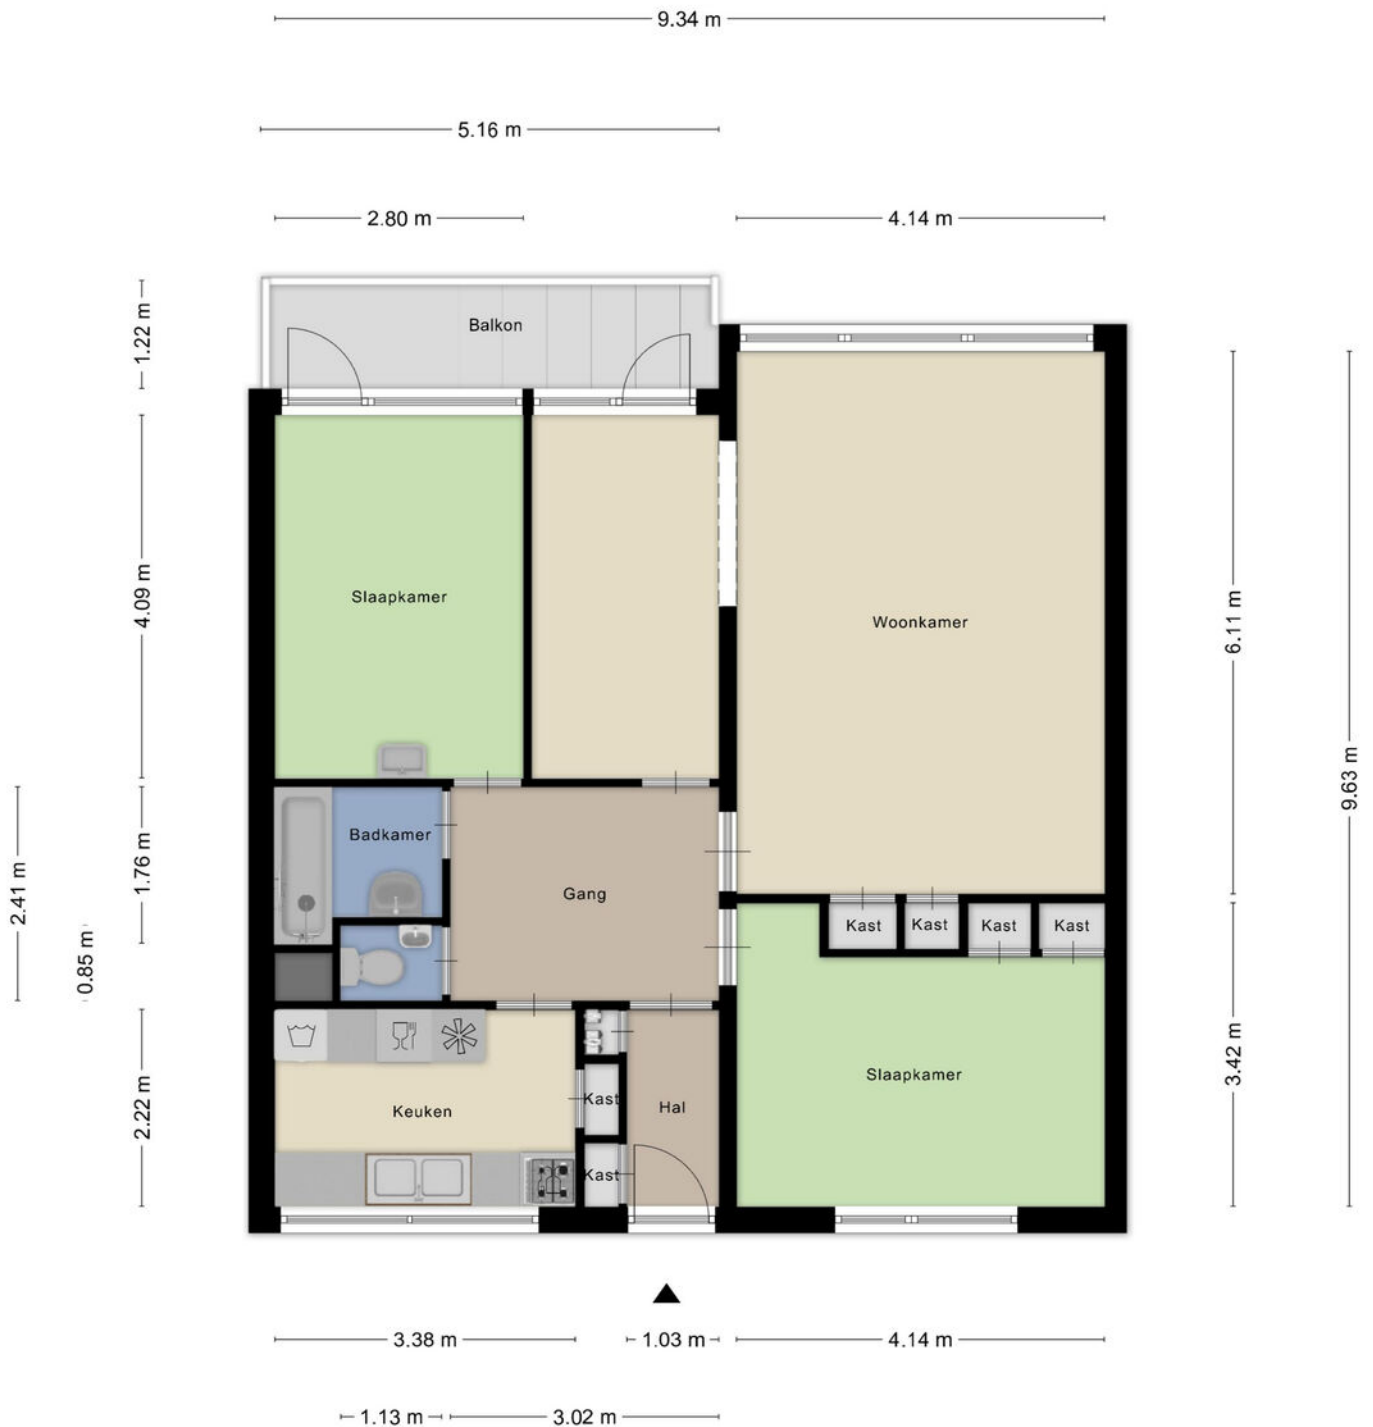 9.34 m
5.16 m
2.80 m
4.14 m
1.22 m
Balkon
4.09 m
Slaapkamer
Woonkamer
6.11 m
9.63 m
2.41 m
1.76 m
0.85 m
Badkamer
Gang
Kast
Kast
Kast
Kast
2.22 m
Keuken
Kast
Kast
Hal
Slaapkamer
3.42 m
3.38 m
1.03 m
4.14 m
1.13 m
3.02 m